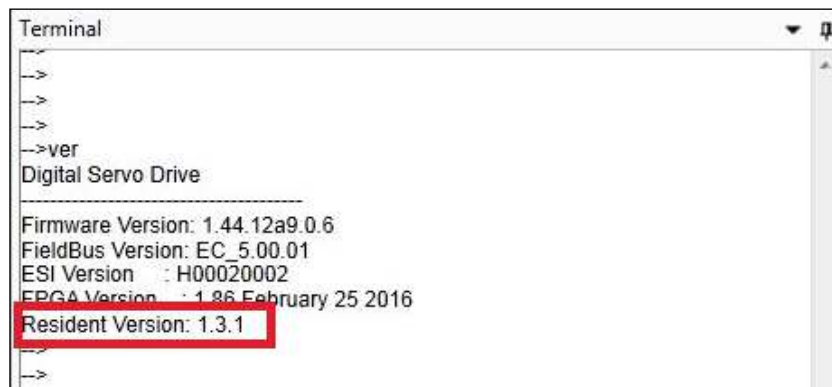 Terminal
-->
-->
-->
-->
-->ver
Digital Servo Drive
------------------------------------
Firmware Version: 1.44.12a9.0.6
FieldBus Version: EC_5.00.01
ESI Version    : H00020002
FPGA Version   : 1.86 February 25 2016
Resident Version: 1.3.1
-->
-->